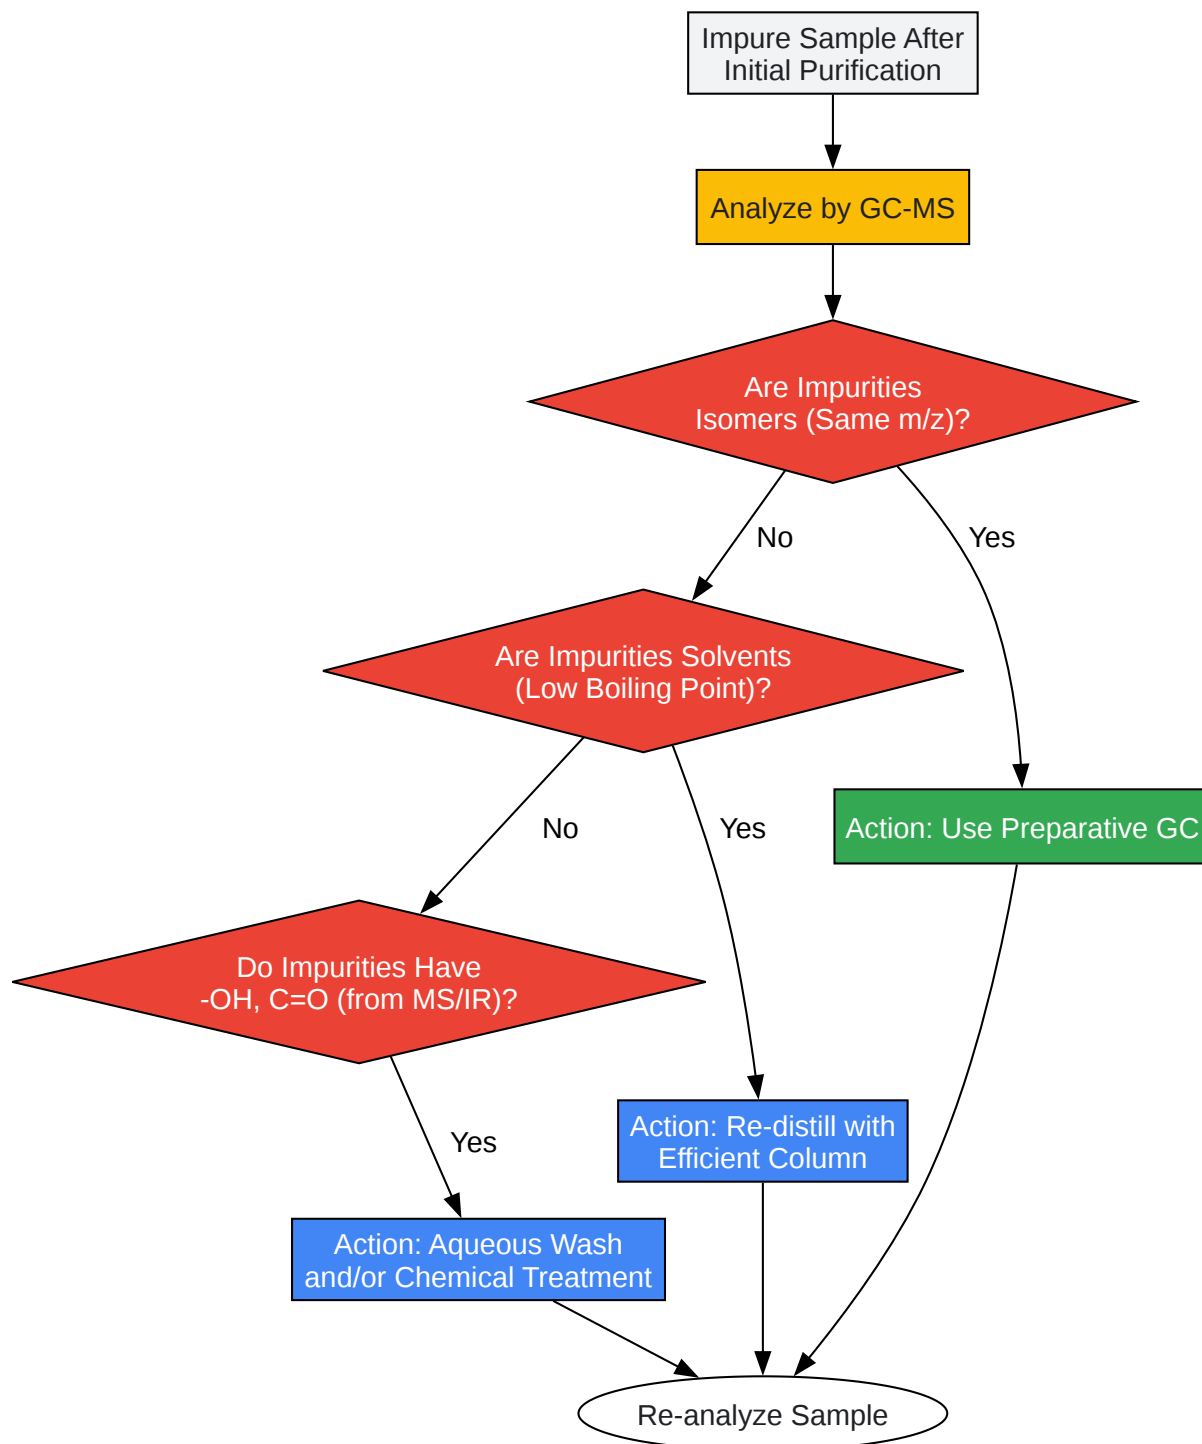 Impure Sample After
Initial Purification
Analyze by GC-MS
Are Impurities
Isomers (Same m/z)?
No
Yes
Are Impurities Solvents
(Low Boiling Point)?
No
Yes
Action: Use Preparative GC
Do Impurities Have
-OH, C=O (from MS/IR)?
Yes
Action: Re-distill with
Efficient Column
Action: Aqueous Wash
and/or Chemical Treatment
Re-analyze Sample